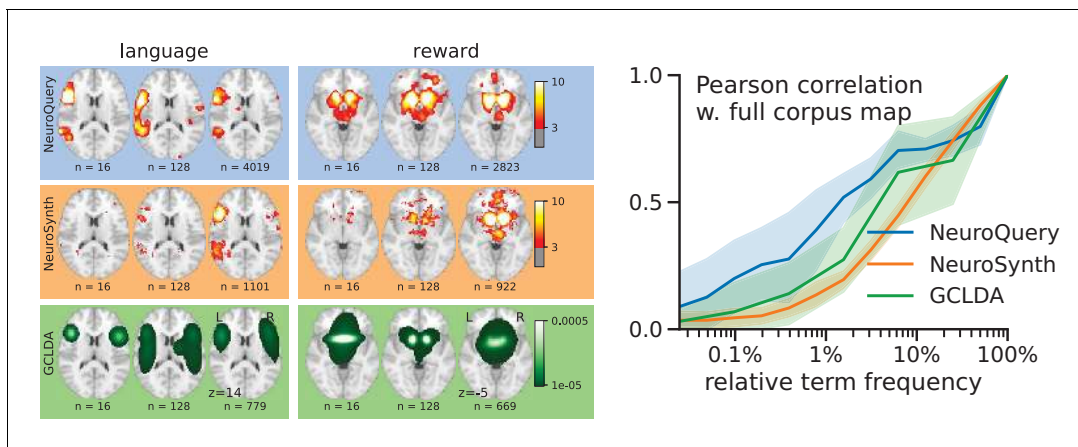 language
reward
NeuroQuery
10
3
n = 16
n = 128
n = 4019
10
3
n = 16
n = 128
n = 2823
NeuroSynth
10
3
n = 16
n = 128
n = 1101
n = 16
n = 128
n = 922
GCLDA
L
R
z=14
n = 16
n = 128
n = 779
L
R
0.0005
1e-05
z=-5
n = 16
n = 128
n = 669
Pearson correlation
w. full corpus map
1.0
0.5
0.0
NeuroQuery
NeuroSynth
GCLDA
0.1%
1%
10%
100%
relative term frequency